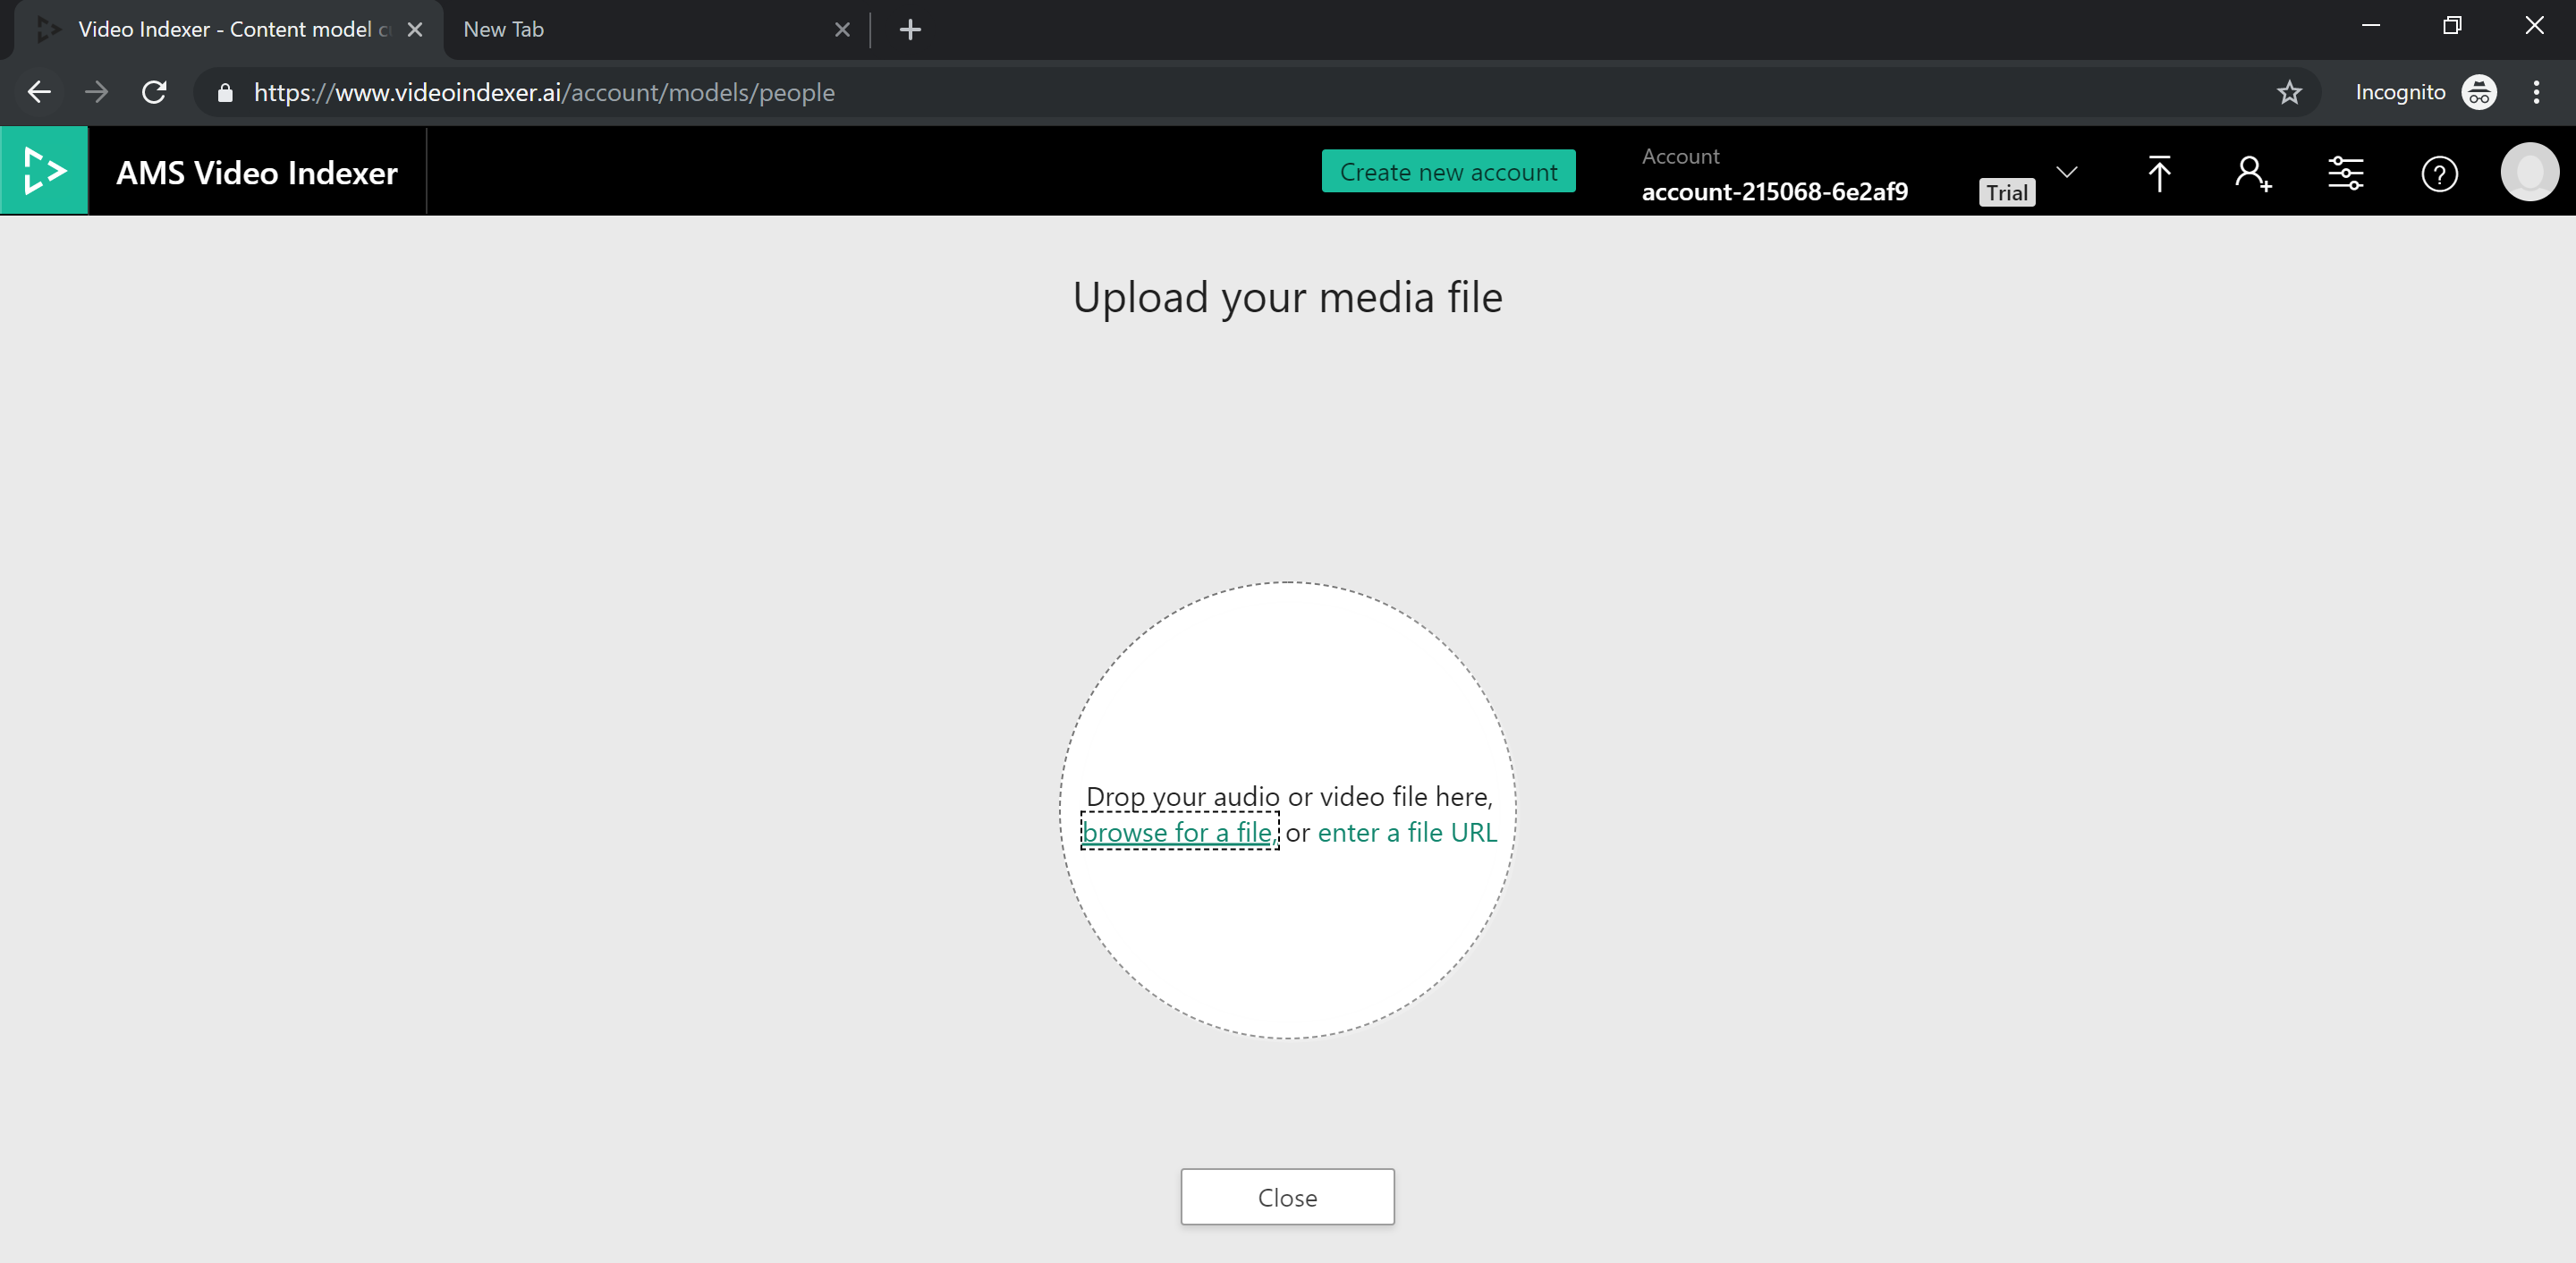 Video Indexer - Content model
New Tab
https://www.videoindexer.ai/account/models/people
Incognito
AMS Video Indexer
Create new account
Account
account-215068-6e2af9
Trial
?
Upload your media file
Drop your audio or video file here,
browse for a file, or enter a file URL
Close